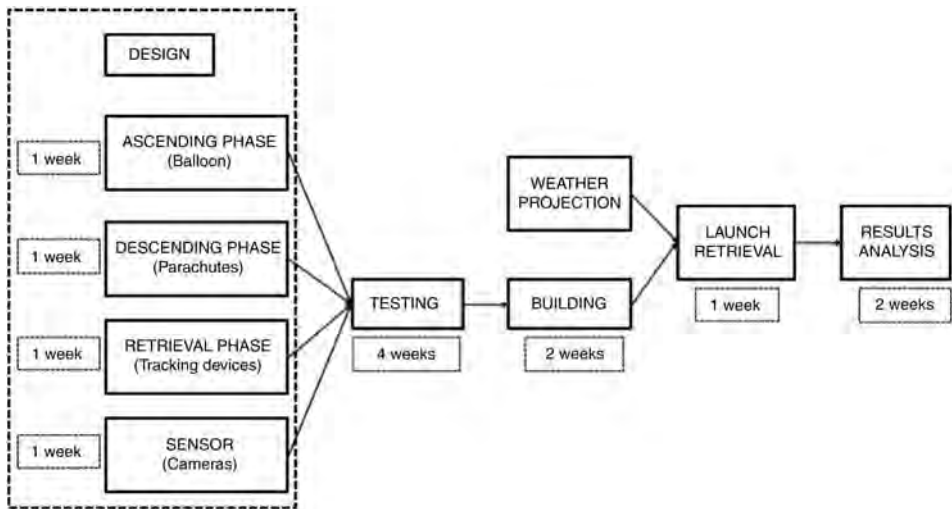 DESIGN
1 week
ASCENDING PHASE
(Balloon)
1 week
DESCENDING PHASE
(Parachutes)
1 week
RETRIEVAL PHASE
(Tracking devices)
1 week
SENSOR
(Cameras)
TESTING
4 weeks
WEATHER
PROJECTION
BUILDING
2 weeks
LAUNCH
RETRIEVAL
1 week
RESULTS
ANALYSIS
2 weeks